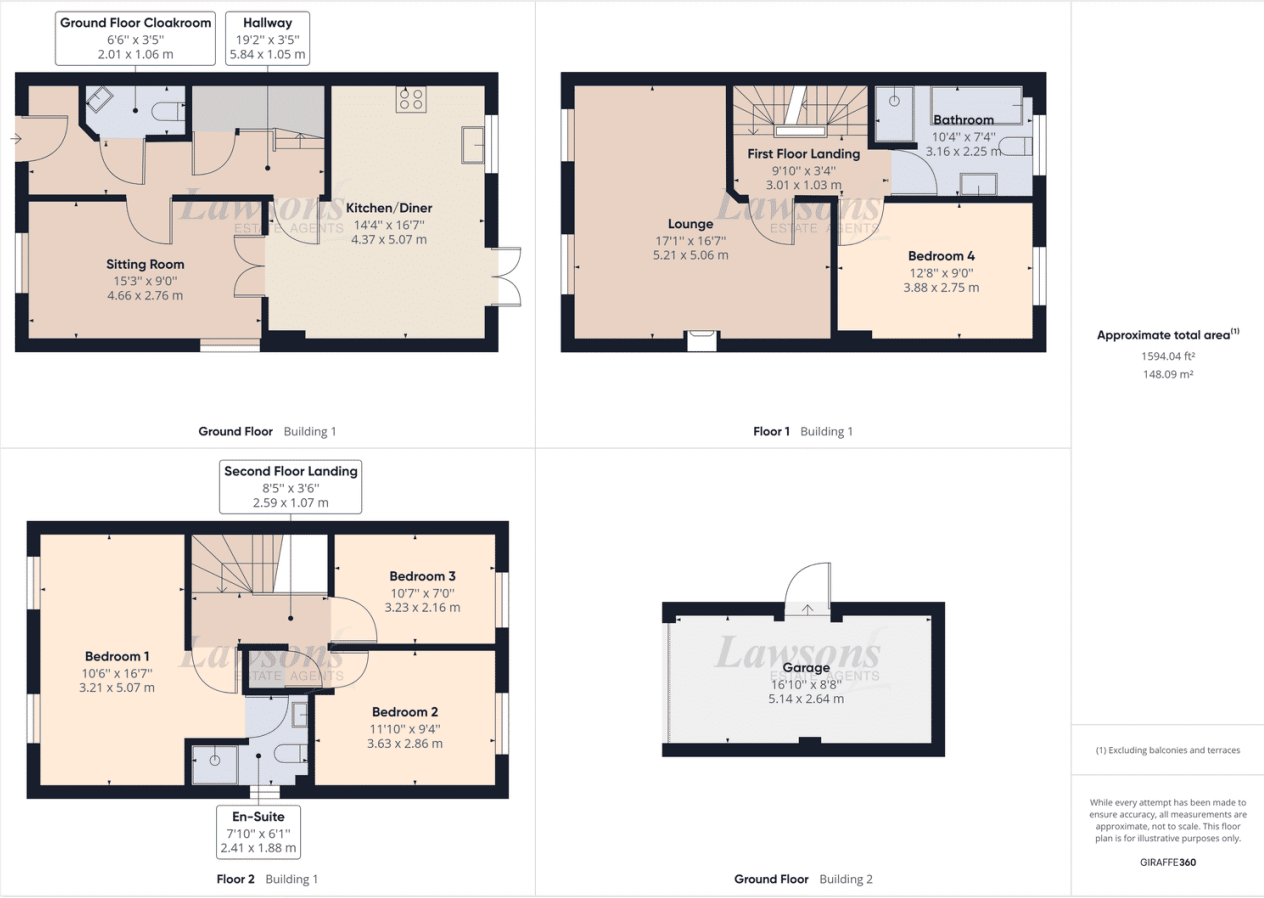 Ground Floor Cloakroom
6'6" x 3'5"
2.01 x 1.06 m
Hallway
19'2" x 3'5"
5.84 x 1.05 m
Kitchen/Diner
14'4" x 16'7"
4.37 x 5.07 m
Sitting Room
15'3" x 9'0"
4.66 x 2.76 m
Lawsons
ESTATE AGENTS
Ground Floor Building 1
Bathroom
10'4" x 7'4"
3.16 x 2.25 m
First Floor Landing
9'10" x 3'4"
3.01 x 1.03 m
Lounge
17'1" x 16'7"
5.21 x 5.06 m
Bedroom 4
12'8" x 9'0"
3.88 x 2.75 m
Lawsons
ESTATE AGENTS
Floor 1 Building 1
Second Floor Landing
8'5" x 3'6"
2.59 x 1.07 m
Bedroom 3
10'7" x 7'0"
3.23 x 2.16 m
Bedroom 1
10'6" x 16'7"
3.21 x 5.07 m
Bedroom 2
11'10" x 9'4"
3.63 x 2.86 m
Lawsons
ESTATE AGENTS
En-Suite
7'10" x 6'1"
2.41 x 1.88 m
Floor 2 Building 1
Garage
16'10" x 8'8"
5.14 x 2.64 m
Lawsons
ESTATE AGENTS
Ground Floor Building 2
Approximate total area(1)
1594.04 ft²
148.09 m²
(1) Excluding balconies and terraces
While every attempt has been made to
ensure accuracy, all measurements are
approximate, not to scale. This floor
plan is for illustrative purposes only.
GIRAFFE360